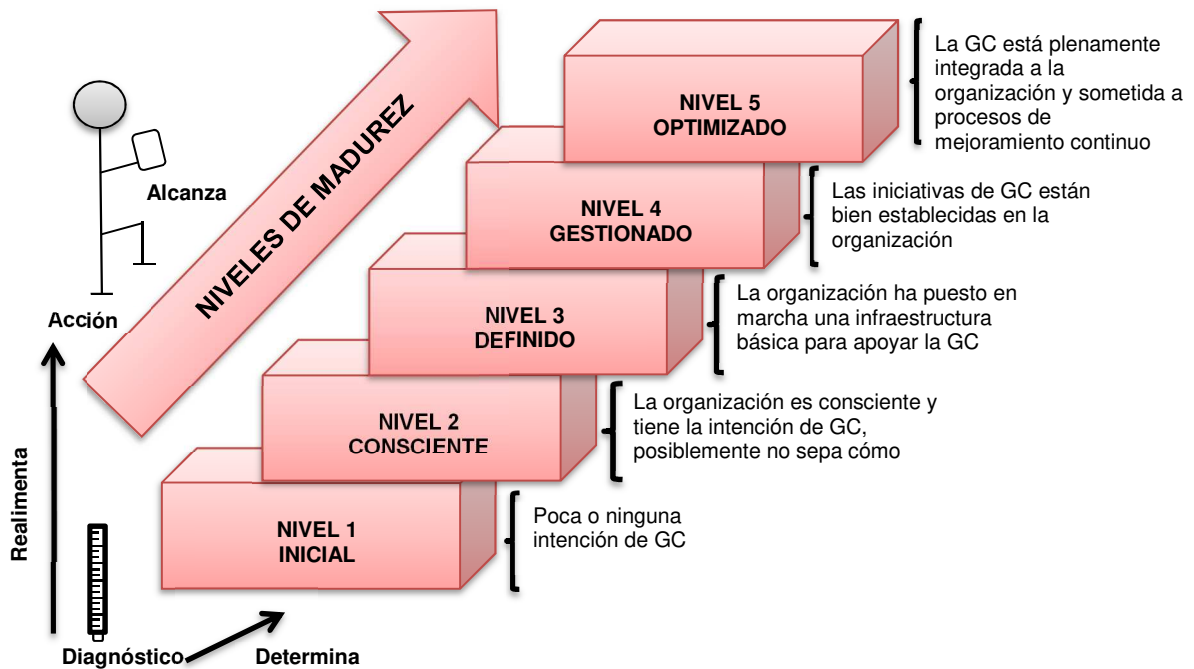 La GC está plenamente
integrada a la
organización y sometida a
procesos de
mejoramiento continuo
NIVEL 5
OPTIMIZADO
NIVELES DE MADUREZ
Alcanza
Las iniciativas de GC están
bien establecidas en la
organización
NIVEL 4
GESTIONADO
La organización ha puesto en
marcha una infraestructura
básica para apoyar la GC
Acción
NIVEL 3
DEFINIDO
La organización es consciente y
tiene la intención de GC,
posiblemente no sepa cómo
NIVEL 2
CONSCIENTE
Realimenta
Poca o ninguna
intención de GC
NIVEL 1
INICIAL
Diagnóstico
Determina